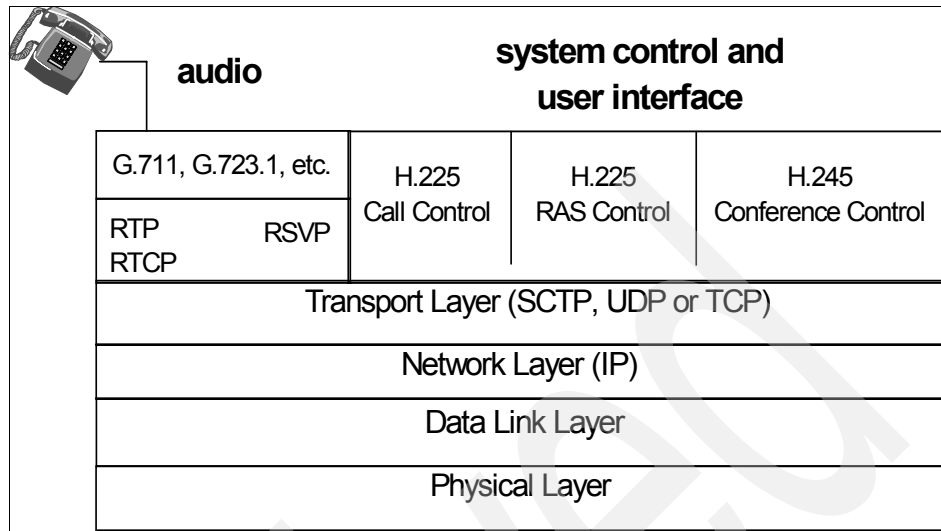 audio
system control and
user interface
G.711, G.723.1, etc.
RTP RSVP
RTCP
H.225
Call Control
H.225
RAS Control
H.245
Conference Control
Transport Layer (SCTP, UDP or TCP)
Network Layer (IP)
Data Link Layer
Physical Layer